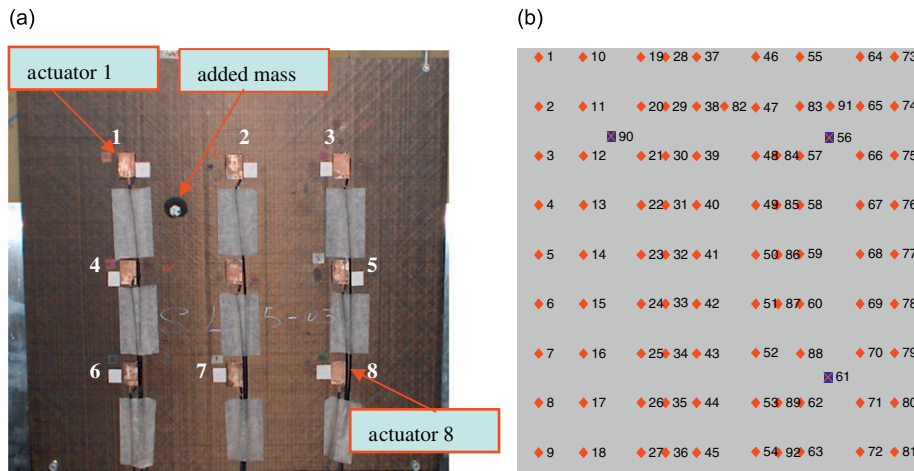 (a)
(b)
actuator 1
added mass
1
2
3
4
5
6
7
8
actuator 8
S L 5-03
1 10 19 28 37 46 55 64 73
2 11 20 29 38 82 47 83 91 65 74
90 56
3 12 21 30 39 48 84 57 66 75
4 13 22 31 40 49 85 58 67 76
5 14 23 32 41 50 86 59 68 77
6 15 24 33 42 51 87 60 69 78
7 16 25 34 43 52 88 70 79
61
8 17 26 35 44 53 89 62 71 80
9 18 27 36 45 54 92 63 72 81